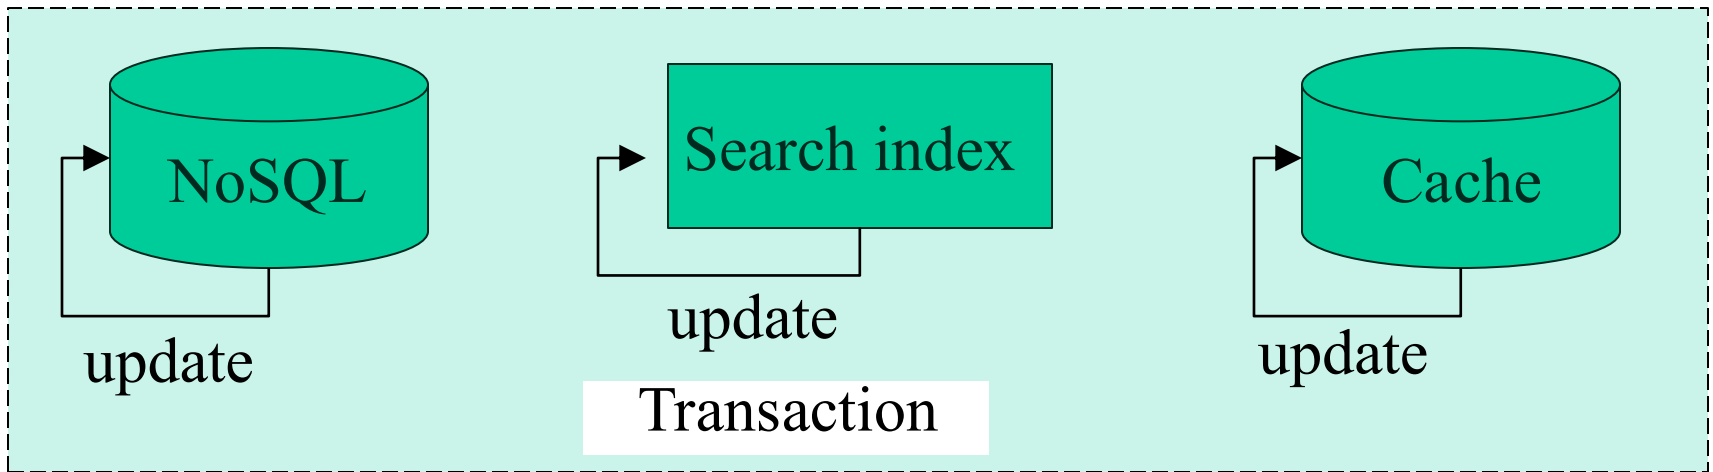 NoSQL
update
Search index
update
Cache
update
Transaction